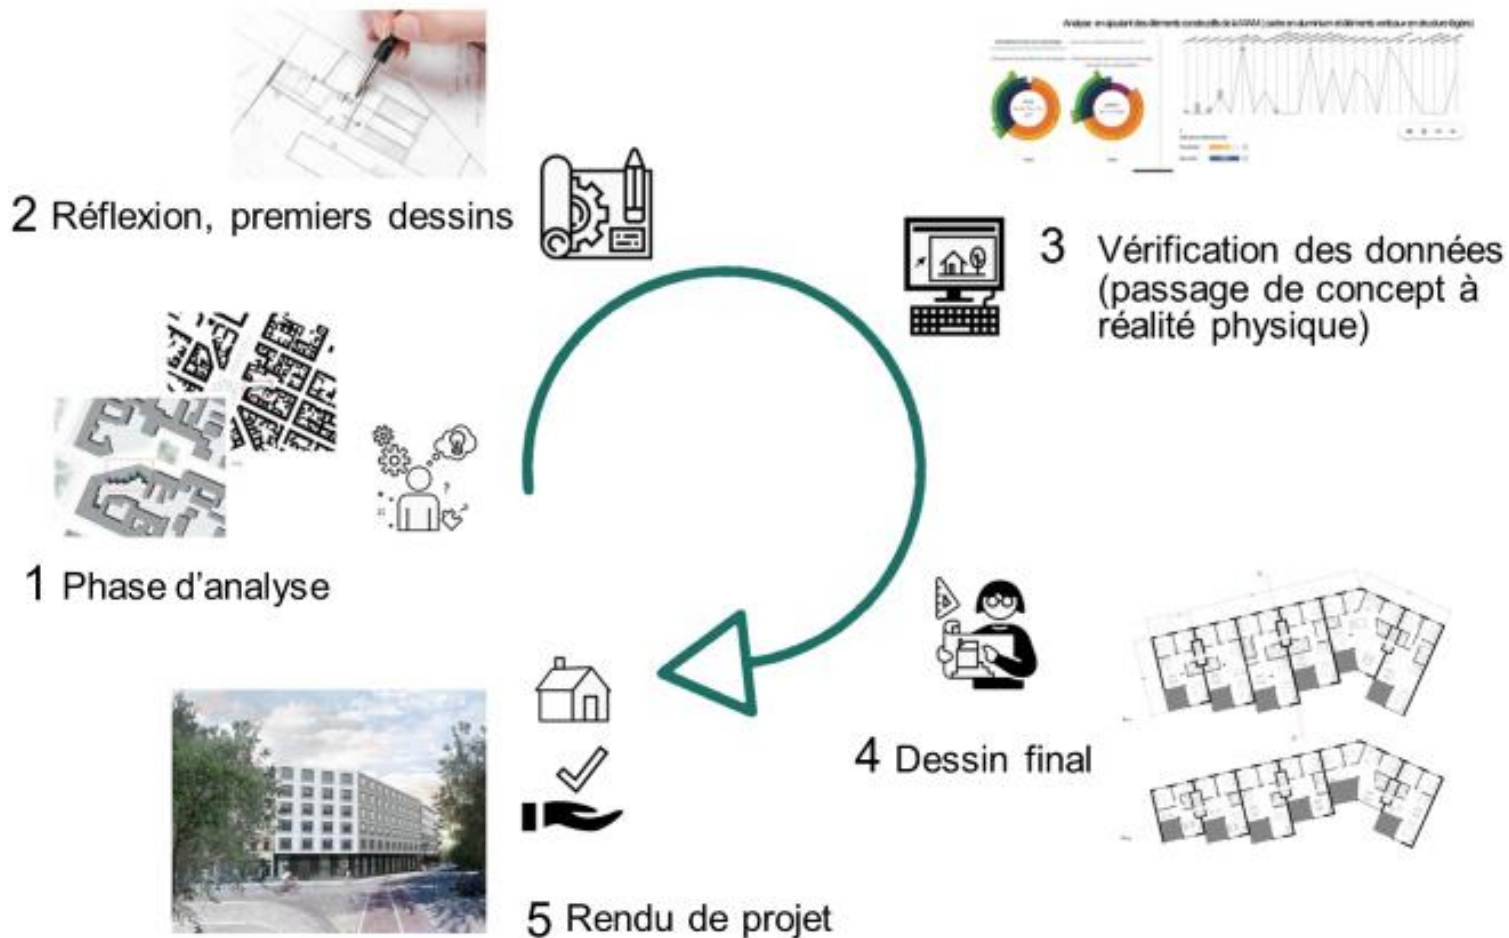 2 Réflexion, premiers dessins
3 Vérification des données
(passage de concept à
réalité physique)
1 Phase d'analyse
4 Dessin final
5 Rendu de projet